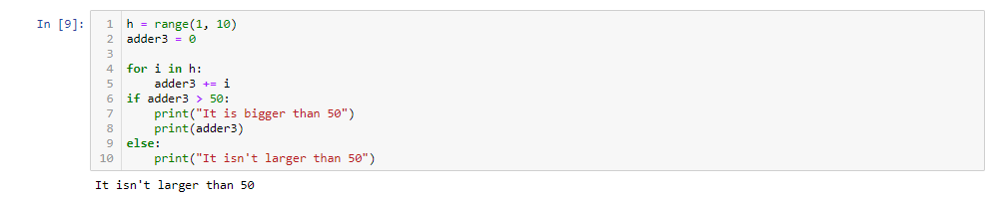 In [9]:
1 h = range(1, 10)
2 adder3 = 0
3
4 for i in h:
5     adder3 += i
6 if adder3 > 50:
7     print("It is bigger than 50")
8     print(adder3)
9 else:
10     print("It isn't larger than 50")
It isn't larger than 50